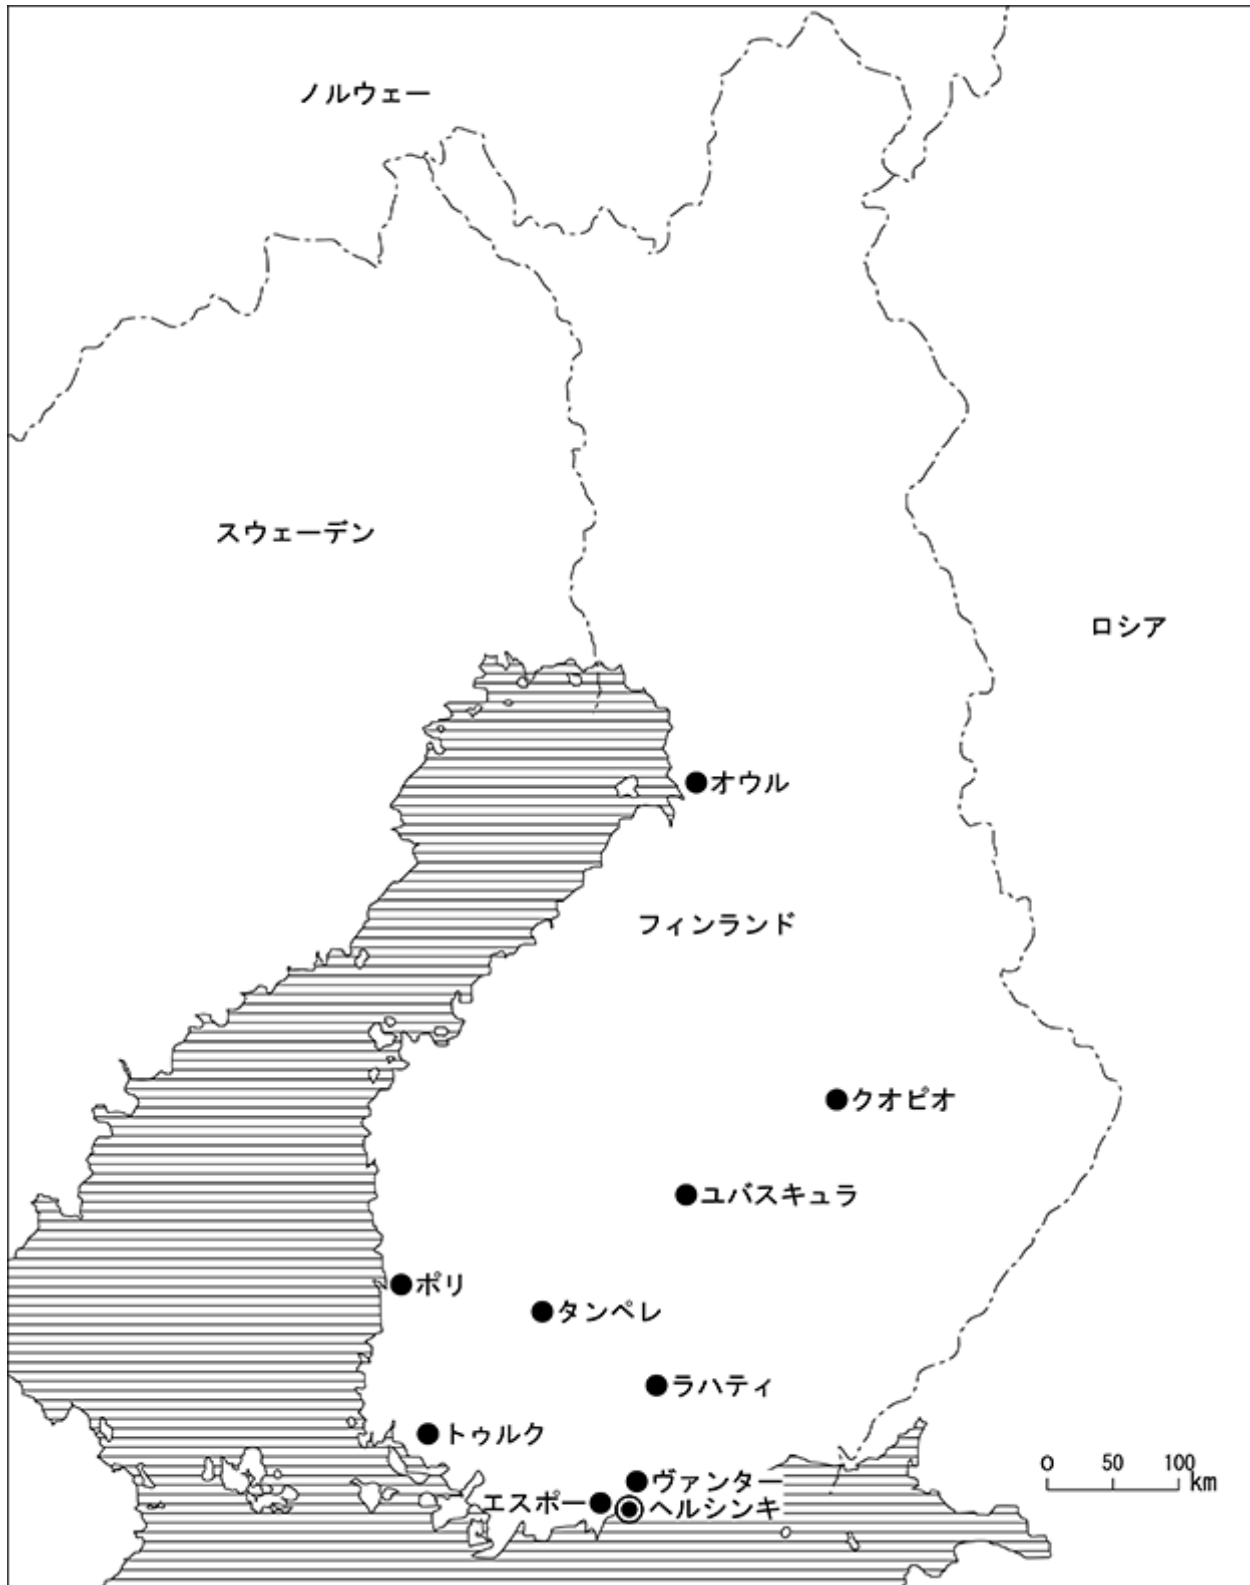 ノルウェー
スウェーデン
ロシア
オウル
フィンランド
クオピオ
ユバスキュラ
ポリ
タンペレ
ラハティ
トゥルク
0 50 100
km
ヴァンター
エスポー
ヘルシンキ